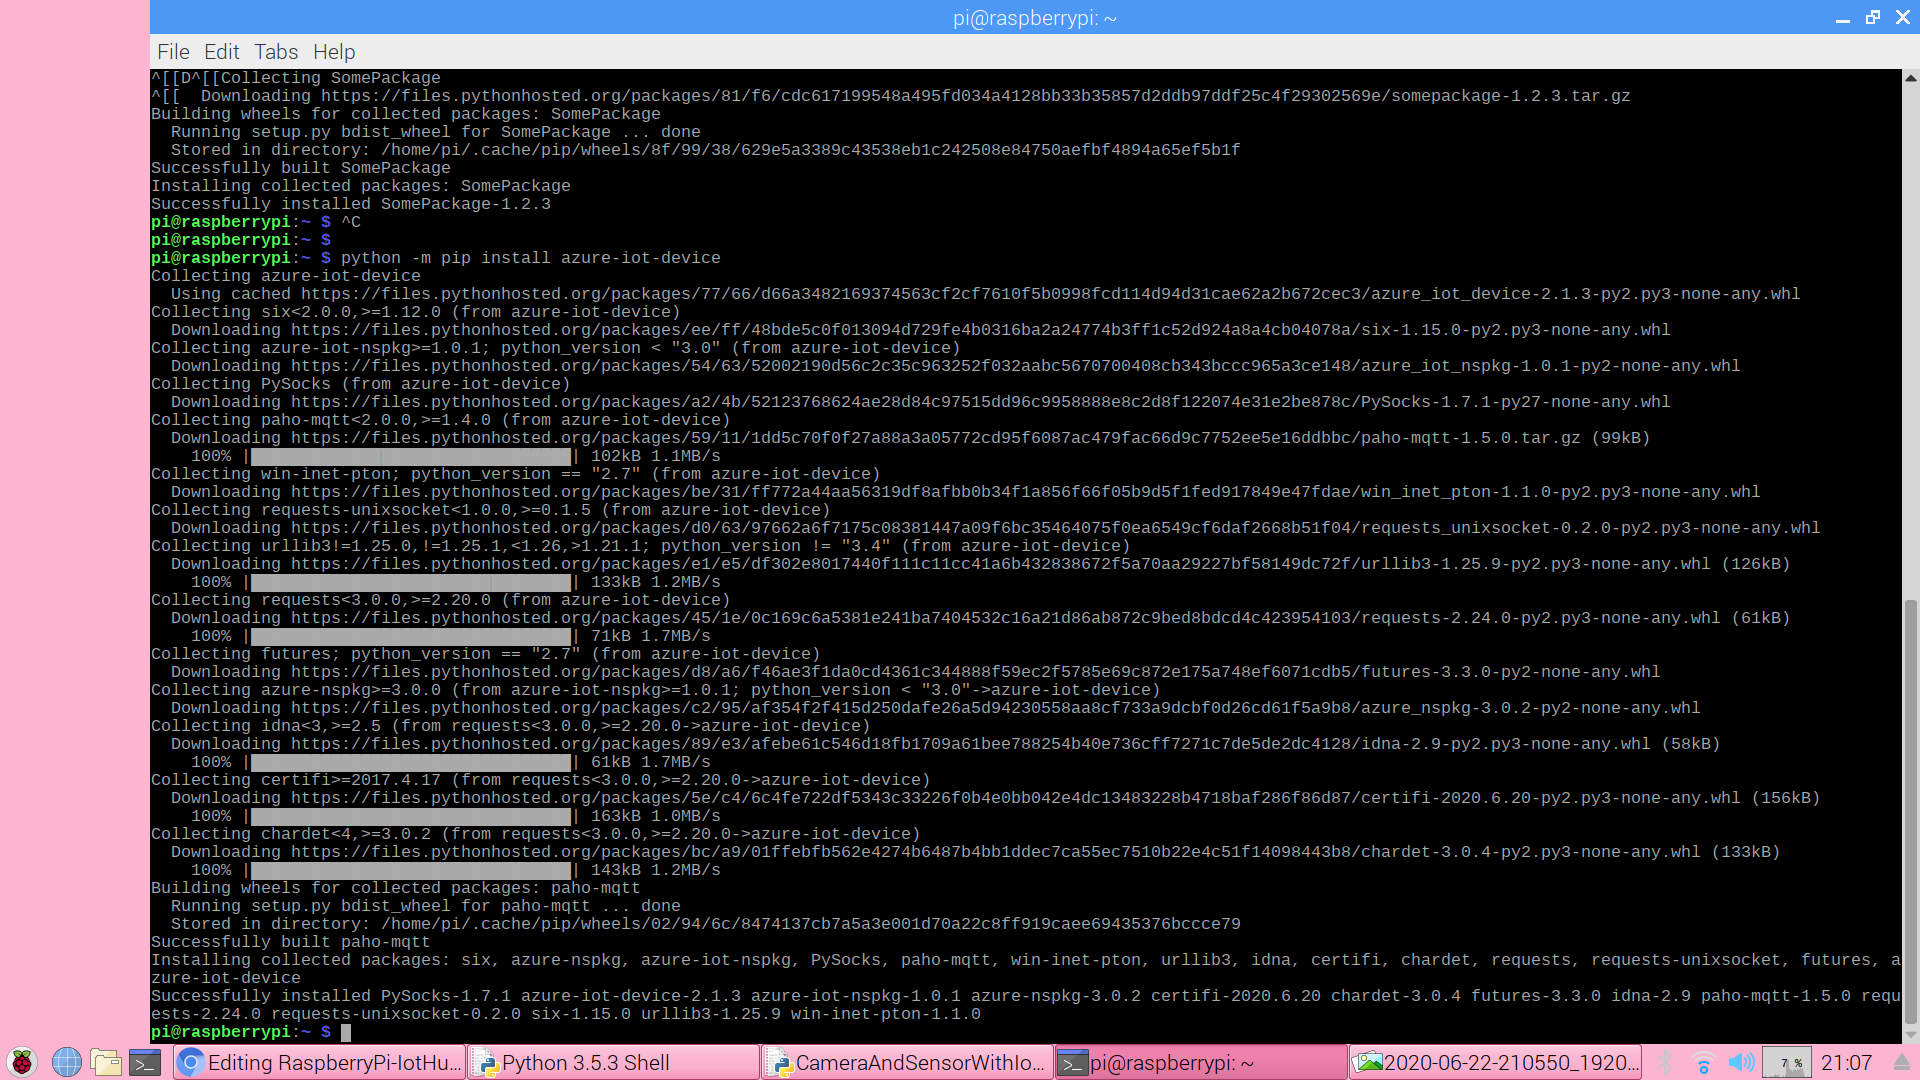 pi@raspberrypi: ~
File Edit Tabs Help
^[[D^[[Collecting SomePackage
^[[  Downloading https://files.pythonhosted.org/packages/81/f6/cdc617199548a495fd034a4128bb33b35857d2ddb97ddf25c4f29302569e/somepackage-1.2.3.tar.gz
Building wheels for collected packages: SomePackage
  Running setup.py bdist_wheel for SomePackage ... done
  Stored in directory: /home/pi/.cache/pip/wheels/8f/99/38/629e5a3389c43538eb1c242508e84750aefbf4894a65ef5b1f
Successfully built SomePackage
Installing collected packages: SomePackage
Successfully installed SomePackage-1.2.3
pi@raspberrypi:~ $ ^C
pi@raspberrypi:~ $
pi@raspberrypi:~ $ python -m pip install azure-iot-device
Collecting azure-iot-device
  Using cached https://files.pythonhosted.org/packages/77/66/d66a3482169374563cf2cf7610f5b0998fcd114d94d31cae62a2b672cec3/azure_iot_device-2.1.3-py2.py3-none-any.whl
Collecting six<2.0.0,>=1.12.0 (from azure-iot-device)
  Downloading https://files.pythonhosted.org/packages/ee/ff/48bde5c0f013094d729fe4b0316ba2a24774b3ff1c52d924a8a4cb04078a/six-1.15.0-py2.py3-none-any.whl
Collecting azure-iot-nspkg>=1.0.1; python_version < "3.0" (from azure-iot-device)
  Downloading https://files.pythonhosted.org/packages/54/63/52002190d56c2c35c963252f032aabc5670700408cb343bccc965a3ce148/azure_iot_nspkg-1.0.1-py2-none-any.whl
Collecting PySocks (from azure-iot-device)
  Downloading https://files.pythonhosted.org/packages/a2/4b/52123768624ae28d84c97515dd96c9958888e8c2d8f122074e31e2be878c/PySocks-1.7.1-py27-none-any.whl
Collecting paho-mqtt<2.0.0,>=1.4.0 (from azure-iot-device)
  Downloading https://files.pythonhosted.org/packages/59/11/1dd5c70f0f27a88a3a05772cd95f6087ac479fac66d9c7752ee5e16ddbbc/paho-mqtt-1.5.0.tar.gz (99kB)
    100% | | 102kB 1.1MB/s
Collecting win-inet-pton; python_version == "2.7" (from azure-iot-device)
  Downloading https://files.pythonhosted.org/packages/be/31/ff772a44aa56319df8afbb0b34f1a856f66f05b9d5f1fed917849e47fdae/win_inet_pton-1.1.0-py2.py3-none-any.whl
Collecting requests-unixsocket<1.0.0,>=0.1.5 (from azure-iot-device)
  Downloading https://files.pythonhosted.org/packages/d0/63/97662a6f7175c08381447a09f6bc35464075f0ea6549cf6daf2668b51f04/requests_unixsocket-0.2.0-py2.py3-none-any.whl
Collecting urllib3!=1.25.0,!=1.25.1,<1.26,>1.21.1; python_version != "3.4" (from azure-iot-device)
  Downloading https://files.pythonhosted.org/packages/e1/e5/df302e8017440f111c11cc41a6b432838672f5a70aa29227bf58149dc72f/urllib3-1.25.9-py2.py3-none-any.whl (126kB)
    100% | | 133kB 1.2MB/s
Collecting requests<3.0.0,>=2.20.0 (from azure-iot-device)
  Downloading https://files.pythonhosted.org/packages/45/1e/0c169c6a5381e241ba7404532c16a21d86ab872c9bed8bdcd4c423954103/requests-2.24.0-py2.py3-none-any.whl (61kB)
    100% | | 71kB 1.7MB/s
Collecting futures; python_version == "2.7" (from azure-iot-device)
  Downloading https://files.pythonhosted.org/packages/d8/a6/f46ae3f1da0cd4361c344888f59ec2f5785e69c872e175a748ef6071cdb5/futures-3.3.0-py2-none-any.whl
Collecting azure-nspkg>=3.0.0 (from azure-iot-nspkg>=1.0.1; python_version < "3.0"->azure-iot-device)
  Downloading https://files.pythonhosted.org/packages/c2/95/af354f2f415d250dafe26a5d94230558aa8cf733a9dcbf0d26cd61f5a9b8/azure_nspkg-3.0.2-py2-none-any.whl
Collecting idna<3,>=2.5 (from requests<3.0.0,>=2.20.0->azure-iot-device)
  Downloading https://files.pythonhosted.org/packages/89/e3/afebe61c546d18fb1709a61bee788254b40e736cff7271c7de5de2dc4128/idna-2.9-py2.py3-none-any.whl (58kB)
    100% | | 61kB 1.7MB/s
Collecting certifi>=2017.4.17 (from requests<3.0.0,>=2.20.0->azure-iot-device)
  Downloading https://files.pythonhosted.org/packages/5e/c4/6c4fe722df5343c33226f0b4e0bb042e4dc13483228b4718baf286f86d87/certifi-2020.6.20-py2.py3-none-any.whl (156kB)
    100% | | 163kB 1.0MB/s
Collecting chardet<4,>=3.0.2 (from requests<3.0.0,>=2.20.0->azure-iot-device)
  Downloading https://files.pythonhosted.org/packages/bc/a9/01ffebfb562e4274b6487b4bb1ddec7ca55ec7510b22e4c51f14098443b8/chardet-3.0.4-py2.py3-none-any.whl (133kB)
    100% | | 143kB 1.2MB/s
Building wheels for collected packages: paho-mqtt
  Running setup.py bdist_wheel for paho-mqtt ... done
  Stored in directory: /home/pi/.cache/pip/wheels/02/94/6c/8474137cb7a5a3e001d70a22c8ff919caee69435376bccce79
Successfully built paho-mqtt
Installing collected packages: six, azure-nspkg, azure-iot-nspkg, PySocks, paho-mqtt, win-inet-pton, urllib3, idna, certifi, chardet, requests, requests-unixsocket, futures, a
zure-iot-device
Successfully installed PySocks-1.7.1 azure-iot-device-2.1.3 azure-iot-nspkg-1.0.1 azure-nspkg-3.0.2 certifi-2020.6.20 chardet-3.0.4 futures-3.3.0 idna-2.9 paho-mqtt-1.5.0 requ
ests-2.24.0 requests-unixsocket-0.2.0 six-1.15.0 urllib3-1.25.9 win-inet-pton-1.1.0
pi@raspberrypi:~ $
Editing RaspberryPi-IotHu... Python 3.5.3 Shell CameraAndSensorWithIo... pi@raspberrypi: ~ 2020-06-22-210550_1920... 7 % 21:07